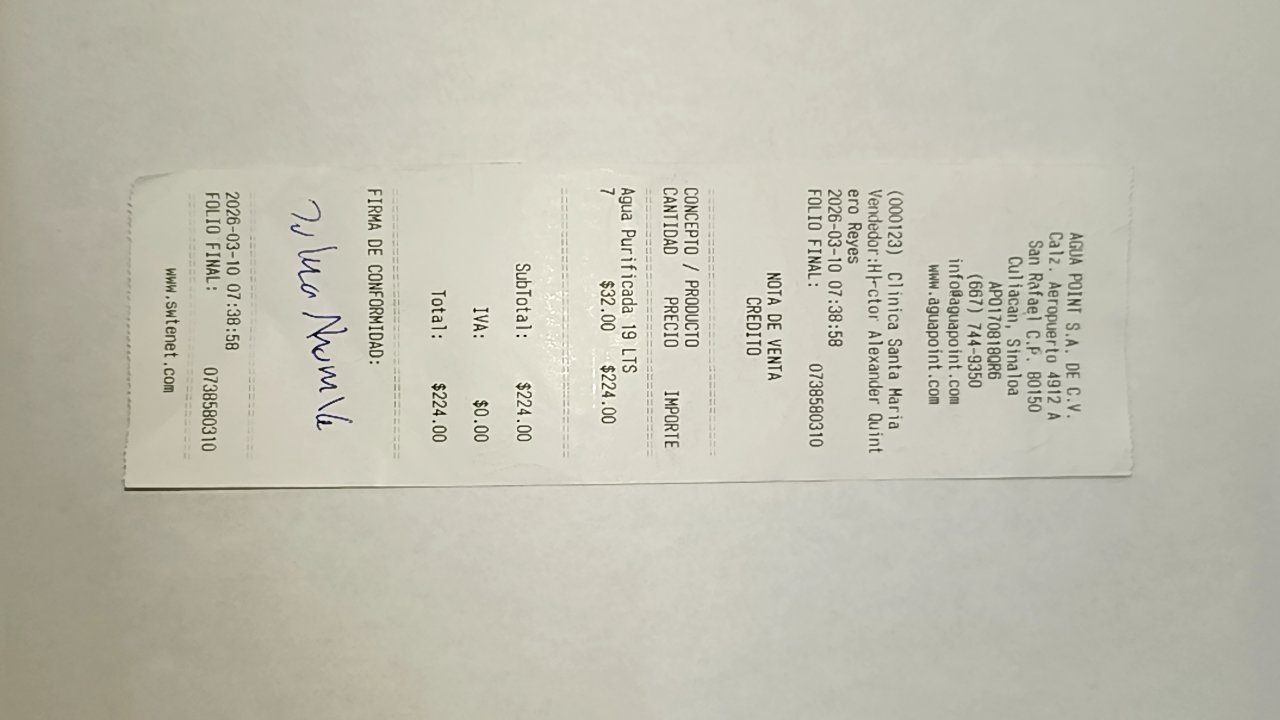 AGUA POINT S.A. DE C.V.
Calz. Aeropuerto 4912 A
San Rafael C.P. 80150
Culiacan, Sinaloa
APO170818QR6
(667) 744-9350
info@aguapoint.com
www.aguapoint.com
(000123) Clinica Santa Maria
Vendedor:H├ctor Alexander Quint
ero Reyes
2026-03-10 07:38:58
FOLIO FINAL: 0738580310
NOTA DE VENTA
CREDITO
CONCEPTO / PRODUCTO
CANTIDAD PRECIO IMPORTE
Agua Purificada 19 LTS
7 $32.00 $224.00
SubTotal: $224.00
IVA: $0.00
Total: $224.00
FIRMA DE CONFORMIDAD:
2026-03-10 07:38:58
FOLIO FINAL: 0738580310
www.swtenet.com